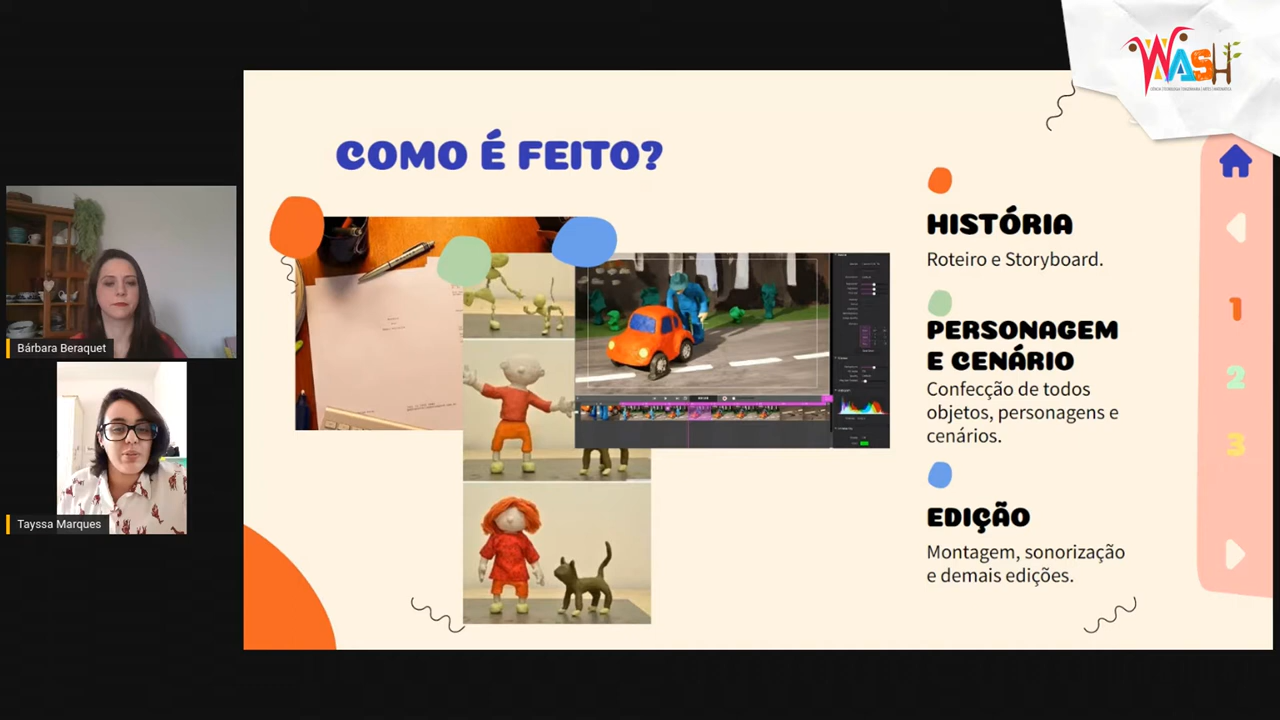 WASH
COMO É FEITO?
HISTÓRIA
Roteiro e Storyboard.
PERSONAGEM
E CENÁRIO
Confecção de todos
objetos, personagens e
cenários.
EDIÇÃO
Montagem, sonorização
e demais edições.
1
2
3
Bárbara Beraquet
Tayssa Marques